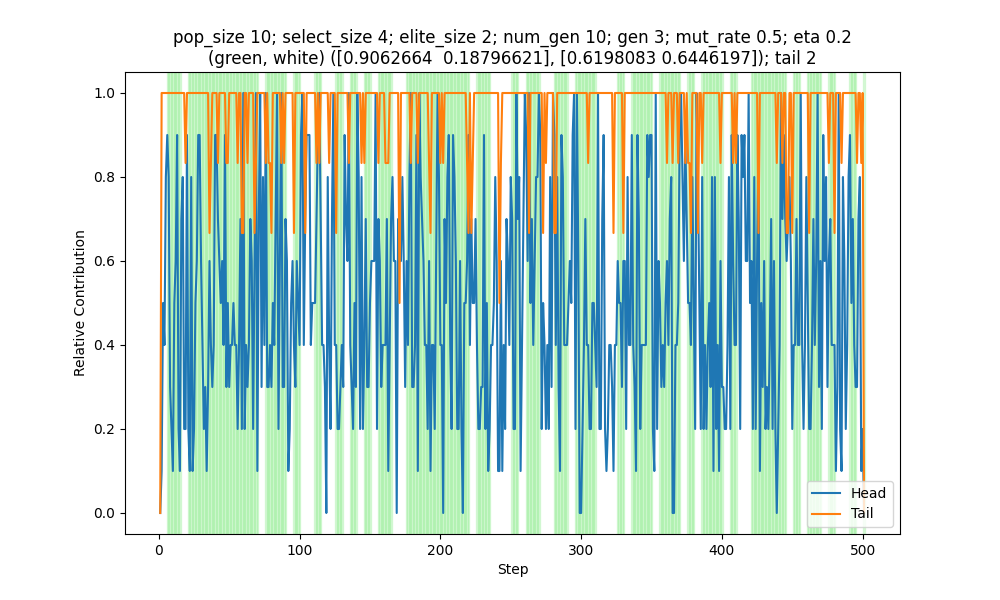 pop_size 10; select_size 4; elite_size 2; num_gen 10; gen 3; mut_rate 0.5; eta 0.2
(green, white) ([0.9062664  0.18796621], [0.6198083 0.6446197]); tail 2
Relative Contribution
1.0
0.8
0.6
0.4
0.2
0.0
0
100
200
300
400
500
Step
Head
Tail